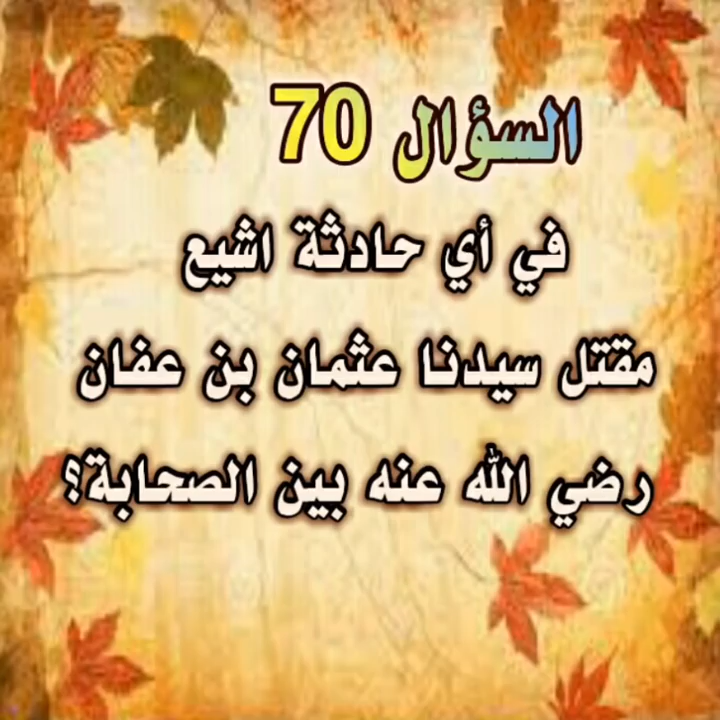 السؤال 70
في أي حادثة اشيع
مقتل سيدنا عثمان بن عفان
رضي الله عنه بين الصحابة؟